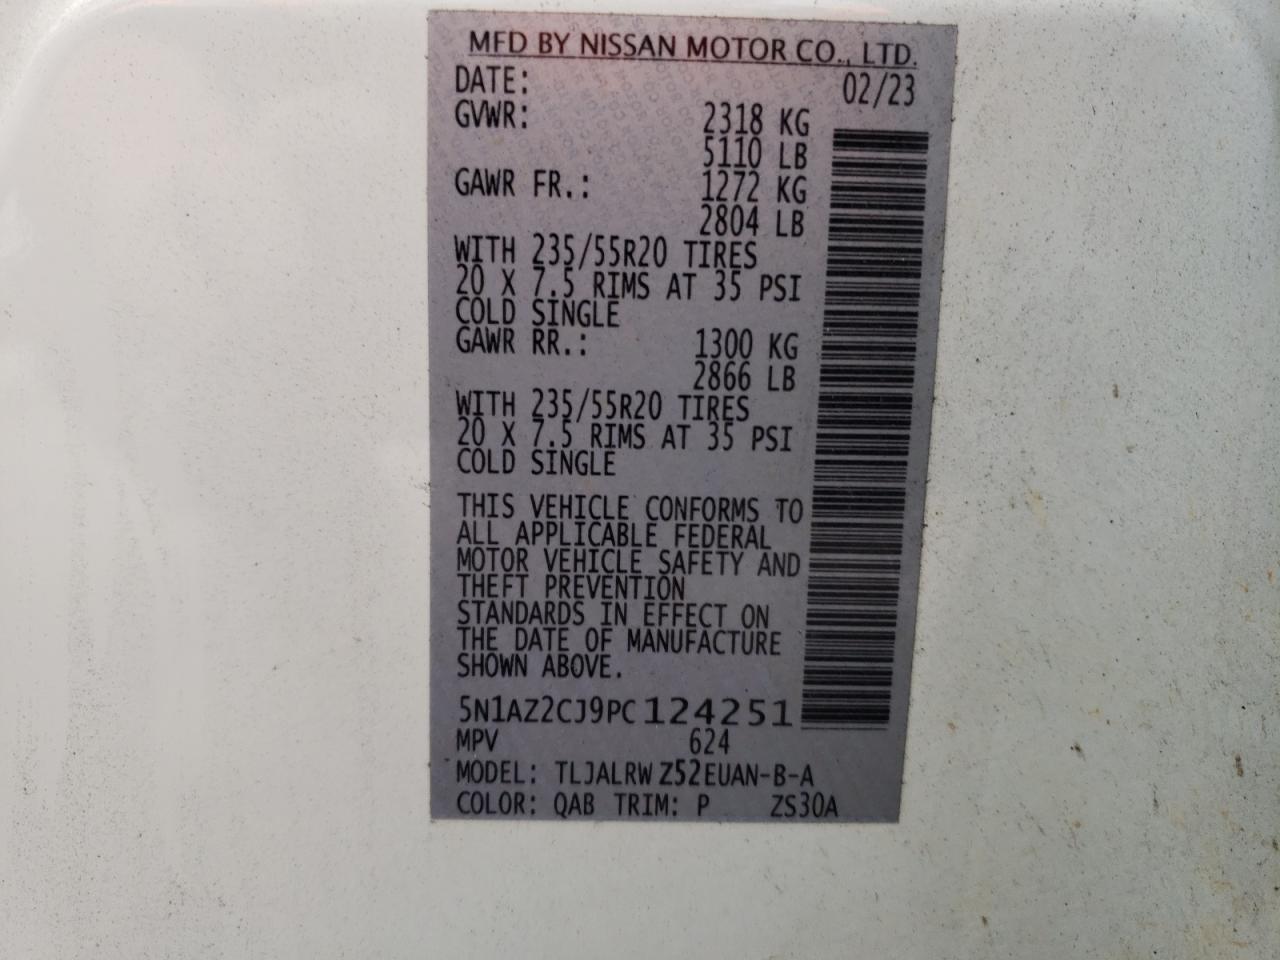 MFD BY NISSAN MOTOR CO., LTD.
DATE: 02/23
GVWR: 2318 KG
5110 LB
GAWR FR.: 1272 KG
2804 LB
WITH 235/55R20 TIRES
20 X 7.5 RIMS AT 35 PSI
COLD SINGLE
GAWR RR.: 1300 KG
2866 LB
WITH 235/55R20 TIRES
20 X 7.5 RIMS AT 35 PSI
COLD SINGLE
THIS VEHICLE CONFORMS TO
ALL APPLICABLE FEDERAL
MOTOR VEHICLE SAFETY AND
THEFT PREVENTION
STANDARDS IN EFFECT ON
THE DATE OF MANUFACTURE
SHOWN ABOVE.
5N1AZ2CJ9PC124251
MPV 624
MODEL: TLJALRWZ52EUAN-B-A
COLOR: QAB TRIM: P ZS30A